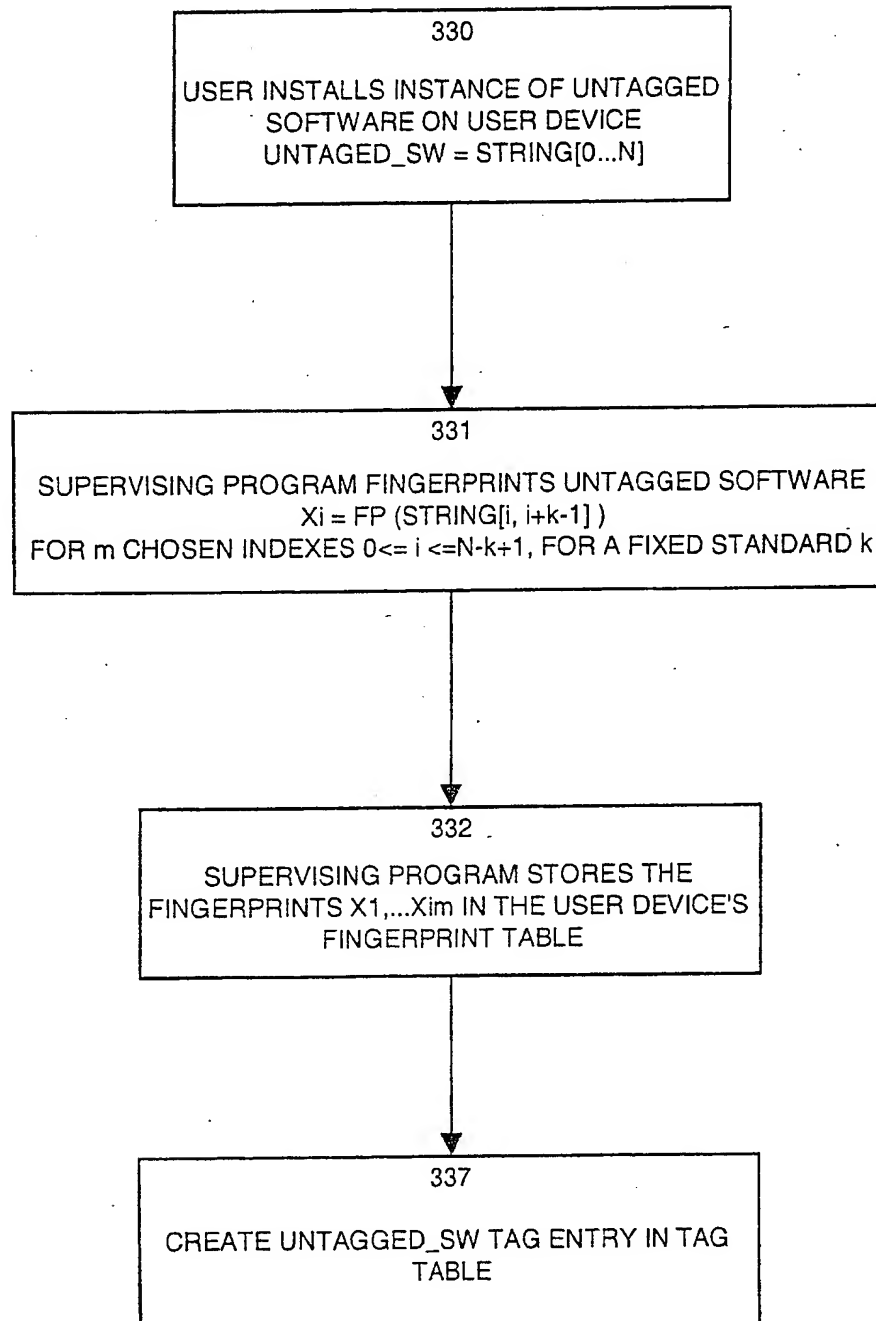 330
USER INSTALLS INSTANCE OF UNTAGGED
SOFTWARE ON USER DEVICE
UNTAGED_SW = STRING[0...N]
331
SUPERVISING PROGRAM FINGERPRINTS UNTAGGED SOFTWARE
Xi = FP (STRING[i, i+k-1] )
FOR m CHOSEN INDEXES 0<= i <=N-k+1, FOR A FIXED STANDARD k
332
SUPERVISING PROGRAM STORES THE
FINGERPRINTS X1,...Xim IN THE USER DEVICE'S
FINGERPRINT TABLE
337
CREATE UNTAGGED_SW TAG ENTRY IN TAG
TABLE